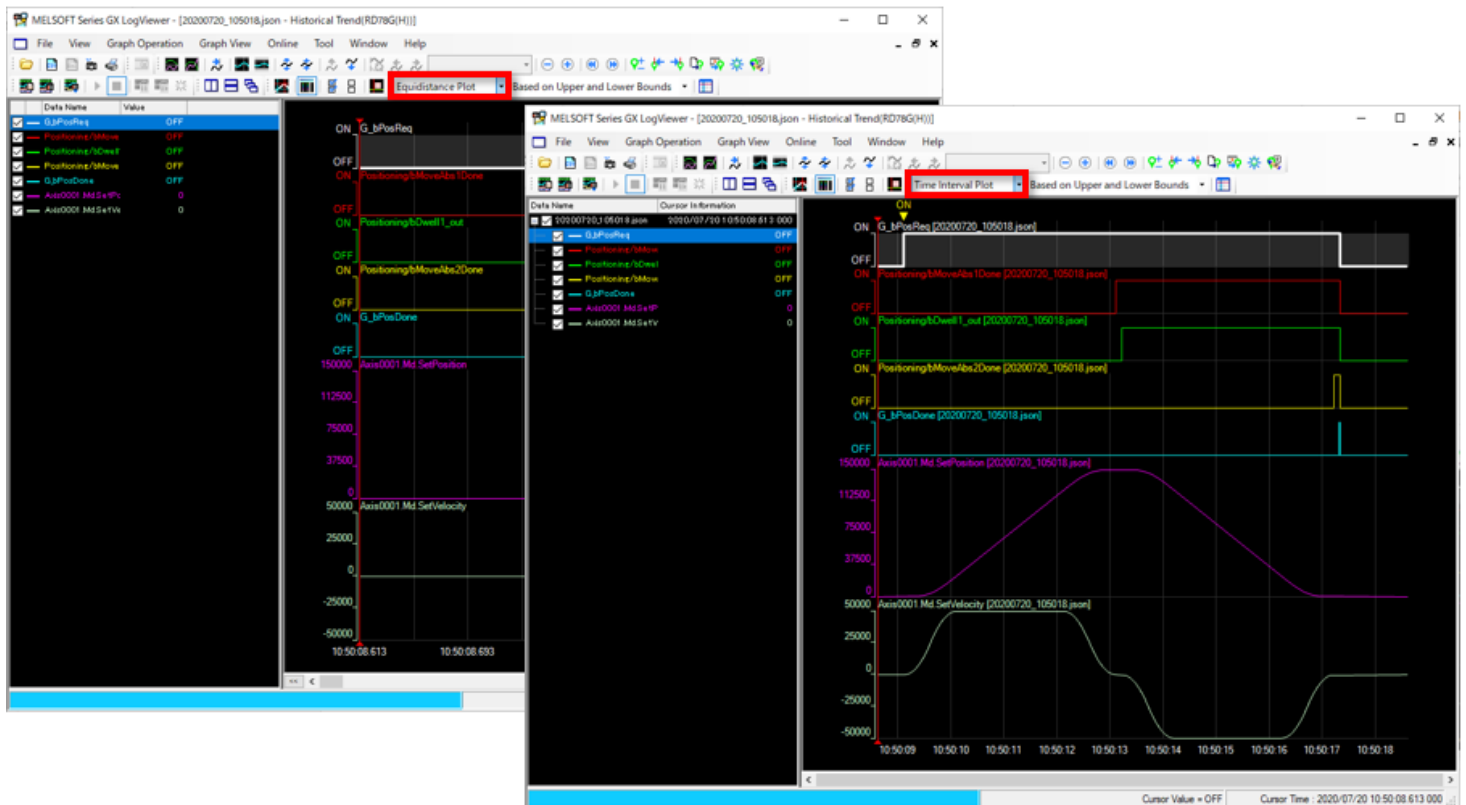 MELSOFT Series GX LogViewer - [20200720_105018.json - Historical Trend(RD78G(H))]
File View Graph Operation Graph View Online Tool Window Help
Equidistance Plot Based on Upper and Lower Bounds
Data Name Value
G_bPosReq OFF
Positioning/bMove OFF
Positioning/bDwell OFF
Positioning/bMove OFF
G_bPosDone OFF
Axis0001.Md.SetPc 0
Axis0001.Md.SetVe 0
ON G_bPosReq
OFF
ON Positioning/bMoveAbs1Done
OFF
ON Positioning/bDwell1_out
OFF
ON Positioning/bMoveAbs2Done
OFF
ON G_bPosDone
OFF
150000 Axis0001.Md.SetPosition
112500
75000
37500
0
50000 Axis0001.Md.SetVelocity
25000
0
-25000
-50000
10:50:08.613 10:50:08.693
MELSOFT Series GX LogViewer - [20200720_105018.json - Historical Trend(RD78G(H))]
File View Graph Operation Graph View Online Tool Window Help
Time Interval Plot Based on Upper and Lower Bounds
Data Name Cursor Information
20200720_105018.json 2020/07/20 10:50:08.613.000
G_bPosReq OFF
Positioning/bMove OFF
Positioning/bDwel OFF
Positioning/bMove OFF
G_bPosDone OFF
Axis0001.Md.SetP 0
Axis0001.Md.SetV 0
ON
ON G_bPosReq [20200720_105018.json]
OFF
ON Positioning/bMoveAbs1Done [20200720_105018.json]
OFF
ON Positioning/bDwell1_out [20200720_105018.json]
OFF
ON Positioning/bMoveAbs2Done [20200720_105018.json]
OFF
ON G_bPosDone [20200720_105018.json]
OFF
150000 Axis0001.Md.SetPosition [20200720_105018.json]
112500
75000
37500
0
50000 Axis0001.Md.SetVelocity [20200720_105018.json]
25000
0
-25000
-50000
10:50:09 10:50:10 10:50:11 10:50:12 10:50:13 10:50:14 10:50:15 10:50:16 10:50:17 10:50:18
Cursor Value = OFF Cursor Time : 2020/07/20 10:50:08.613.000